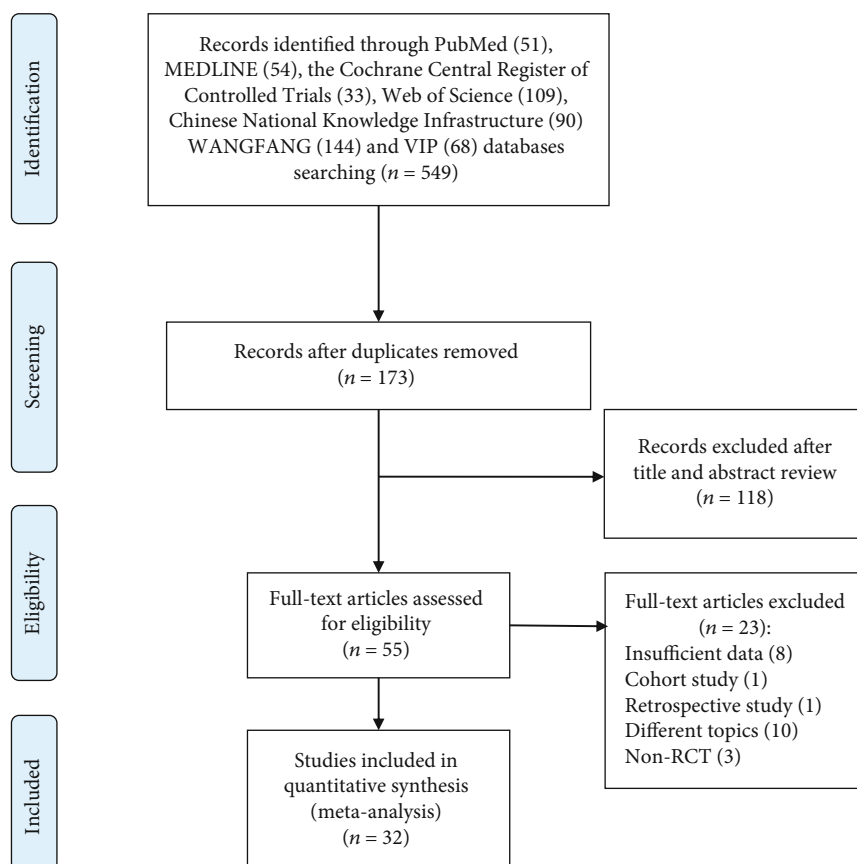 Identification
Records identified through PubMed (51),
MEDLINE (54), the Cochrane Central Register of
Controlled Trials (33), Web of Science (109),
Chinese National Knowledge Infrastructure (90)
WANGFANG (144) and VIP (68) databases
searching (n = 549)
Screening
Records after duplicates removed
(n = 173)
Records excluded after
title and abstract review
(n = 118)
Eligibility
Full-text articles assessed
for eligibility
(n = 55)
Full-text articles excluded
(n = 23):
Insufficient data (8)
Cohort study (1)
Retrospective study (1)
Different topics (10)
Non-RCT (3)
Included
Studies included in
quantitative synthesis
(meta-analysis)
(n = 32)